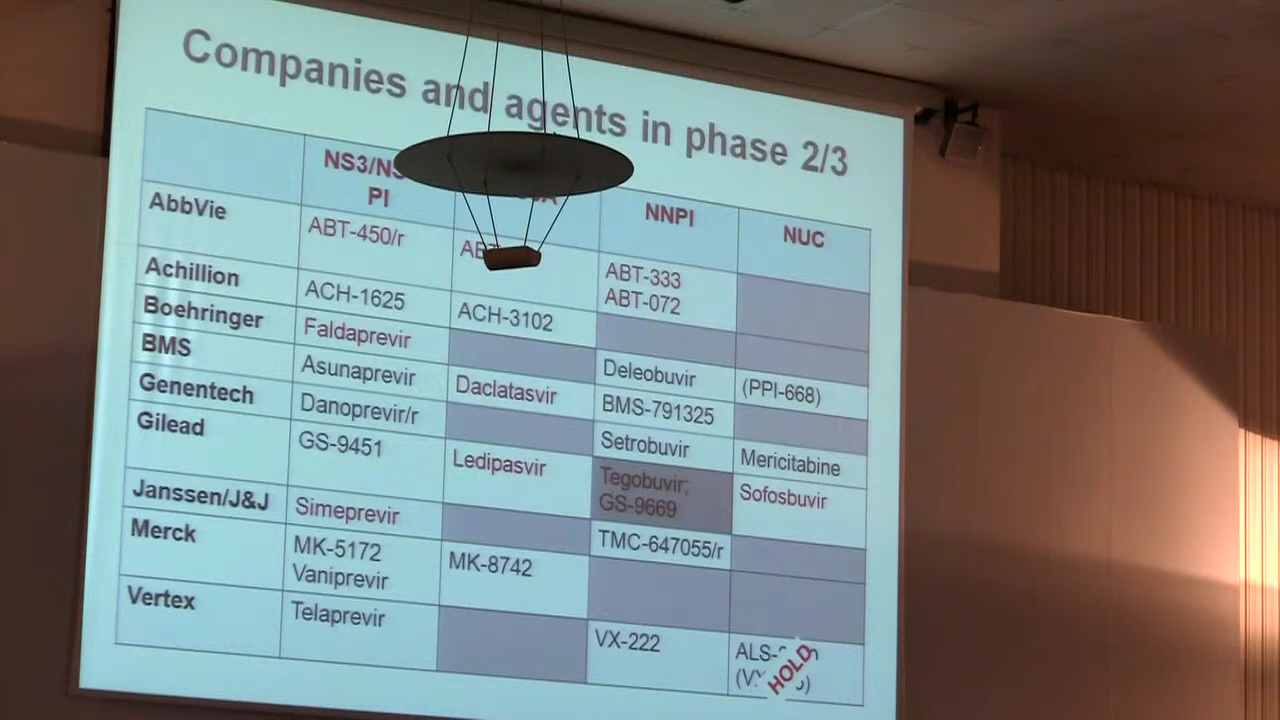 Companies and agents in phase 2/3
PI NNPI NUC
AbbVie ABT-450/r ABT-333
ABT-072
Achillion ACH-1625 ACH-3102
Boehringer Faldaprevir Deleobuvir (PPI-668)
BMS Asunaprevir Daclatasvir BMS-791325
Genentech Danoprevir/r Setrobuvir Mericitabine
Gilead GS-9451 Ledipasvir Tegobuvir; Sofosbuvir
GS-9669
Janssen/J&J Simeprevir TMC-647055/r
Merck MK-5172 MK-8742
Vaniprevir
Vertex Telaprevir VX-222
HOLD